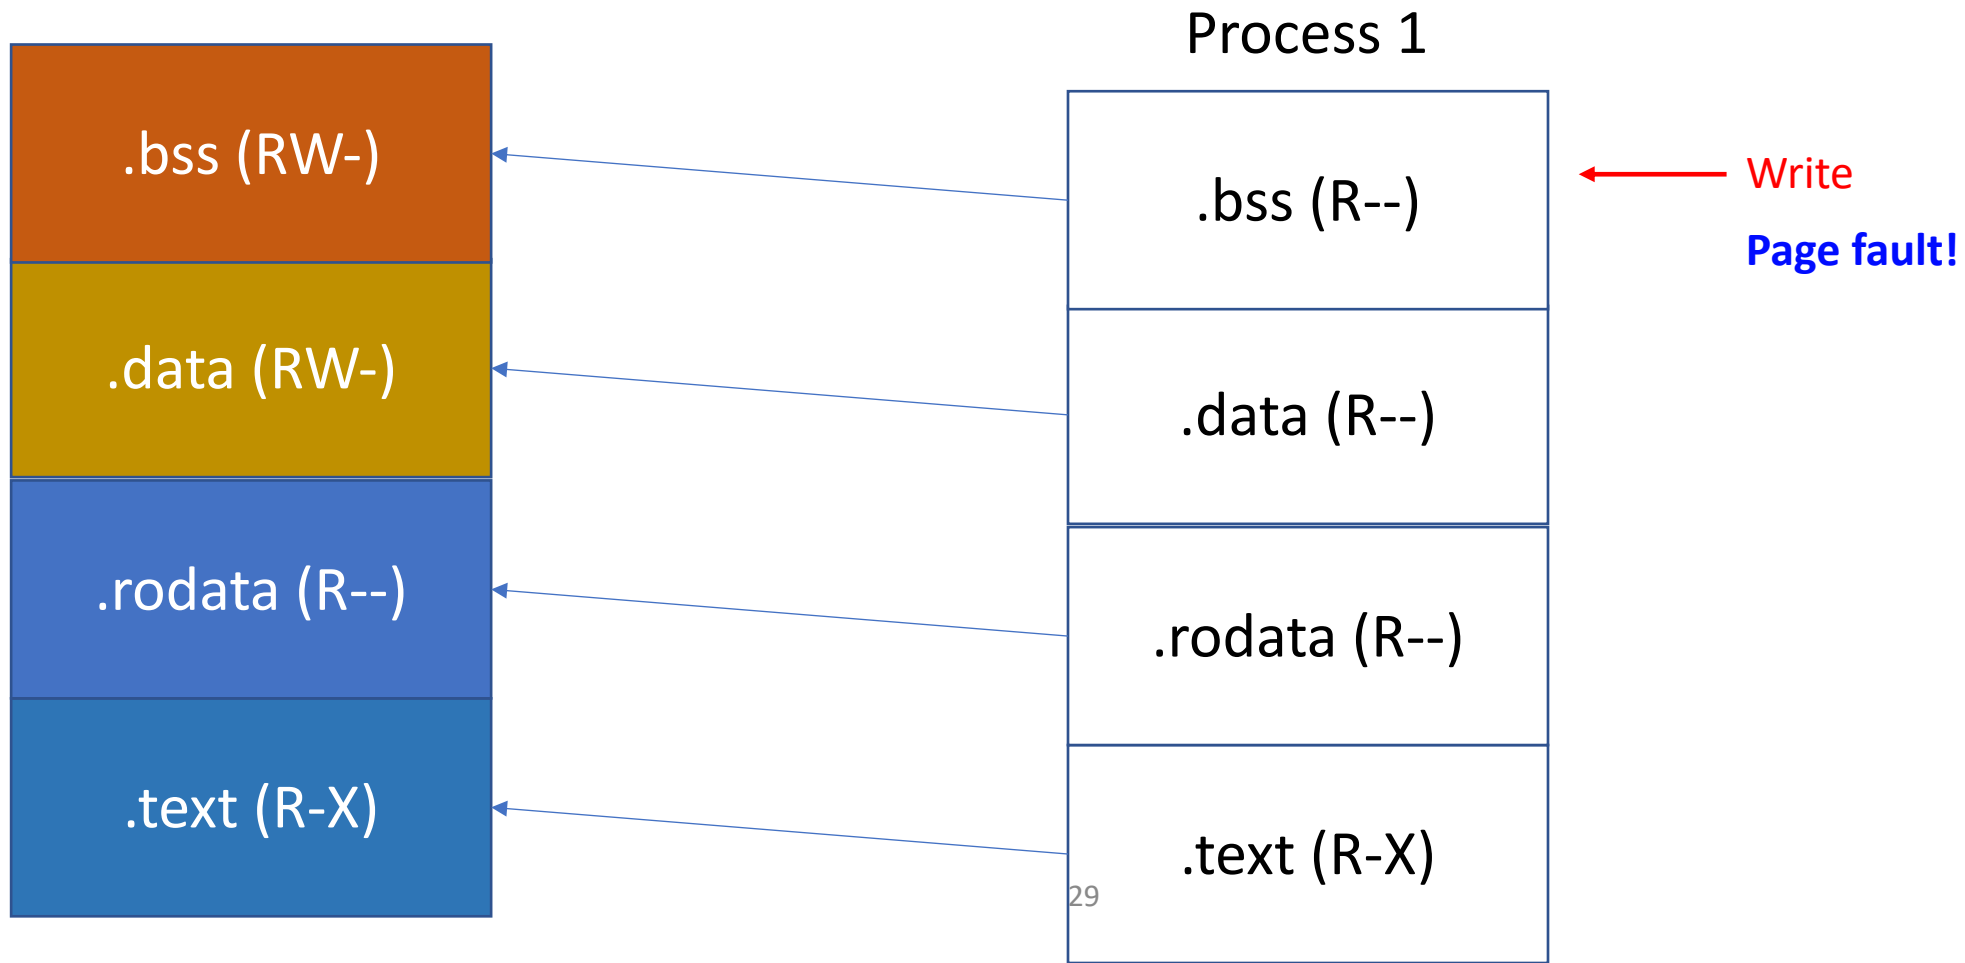 Process 1
.bss (RW-)
.data (RW-)
.rodata (R--)
.text (R-X)
.bss (R--)
.data (R--)
.rodata (R--)
.text (R-X)
29
Write
Page fault!